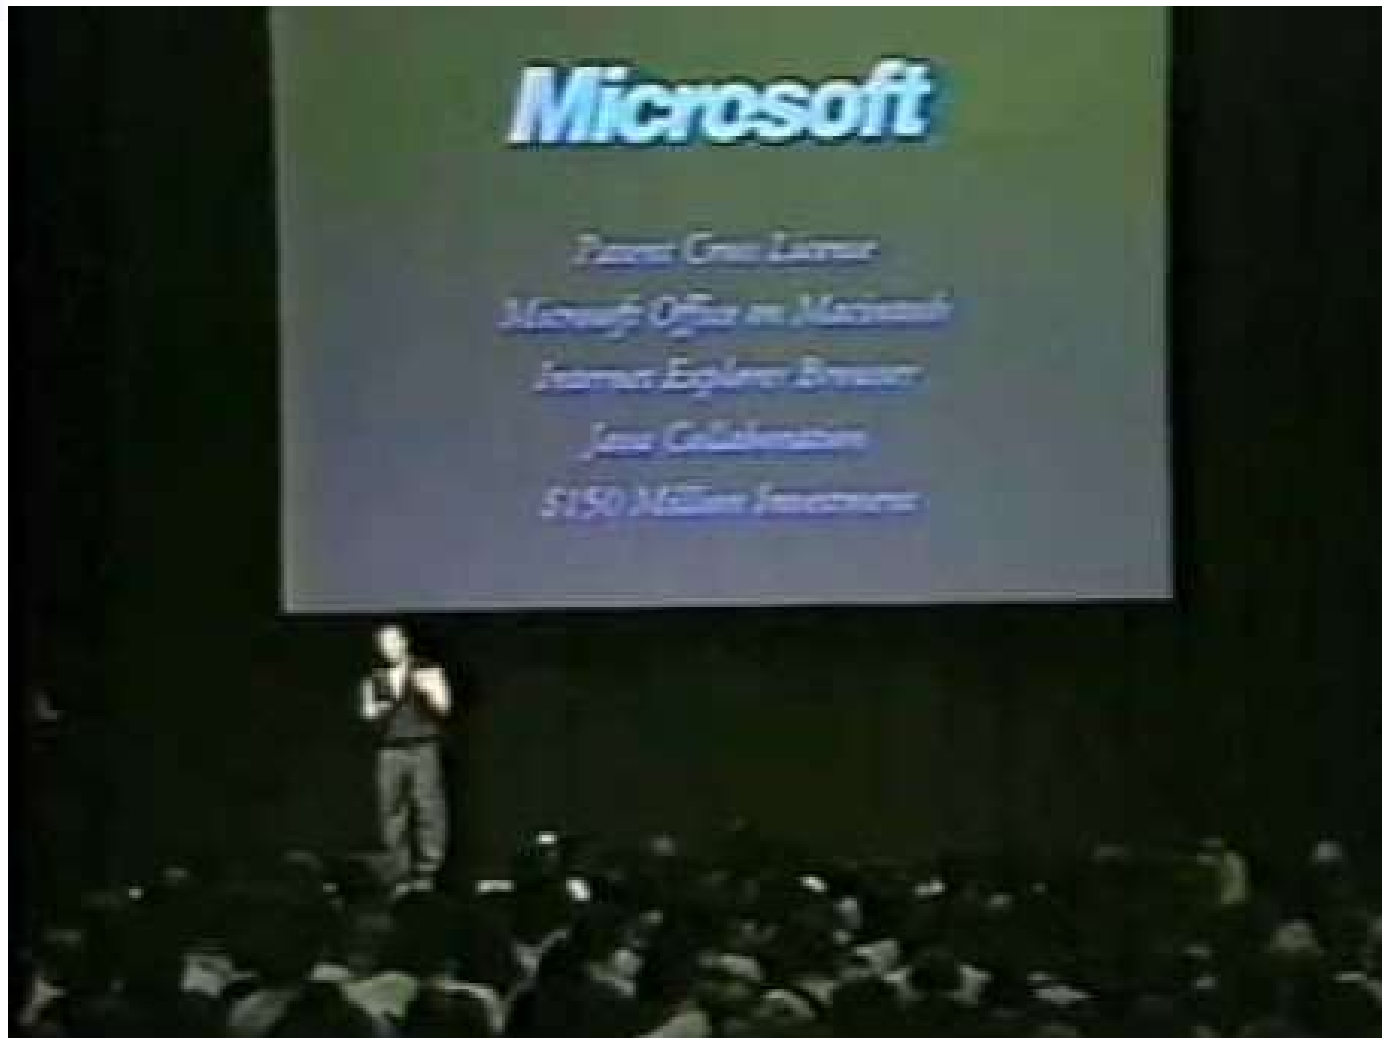 Microsoft
Patent Cross License
Microsoft Office on Macintosh
Internet Explorer Browser
Java Collaboration
$150 Million Investment